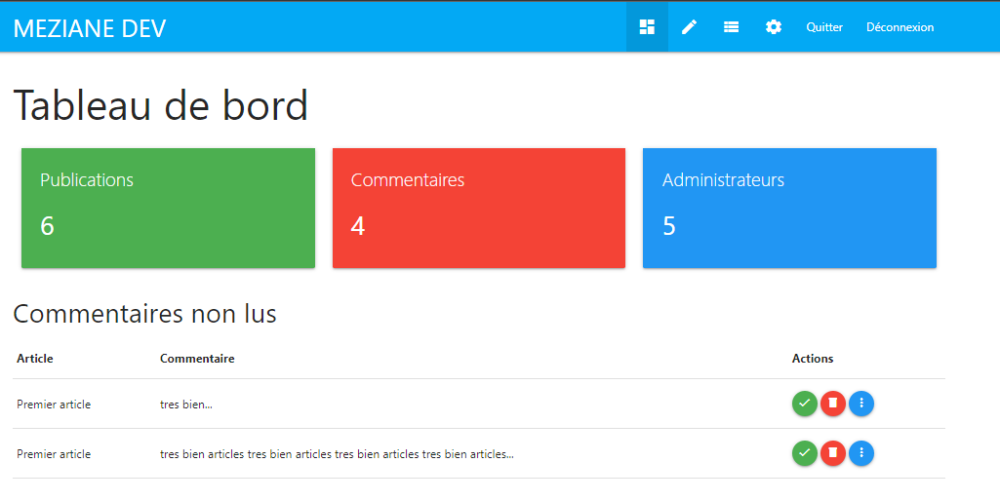 MEZIANE DEV
Quitter
Déconnexion
Tableau de bord
Publications
6
Commentaires
4
Administrateurs
5
Commentaires non lus
Article Commentaire Actions
Premier article tres bien...
Premier article tres bien articles tres bien articles tres bien articles tres bien articles...